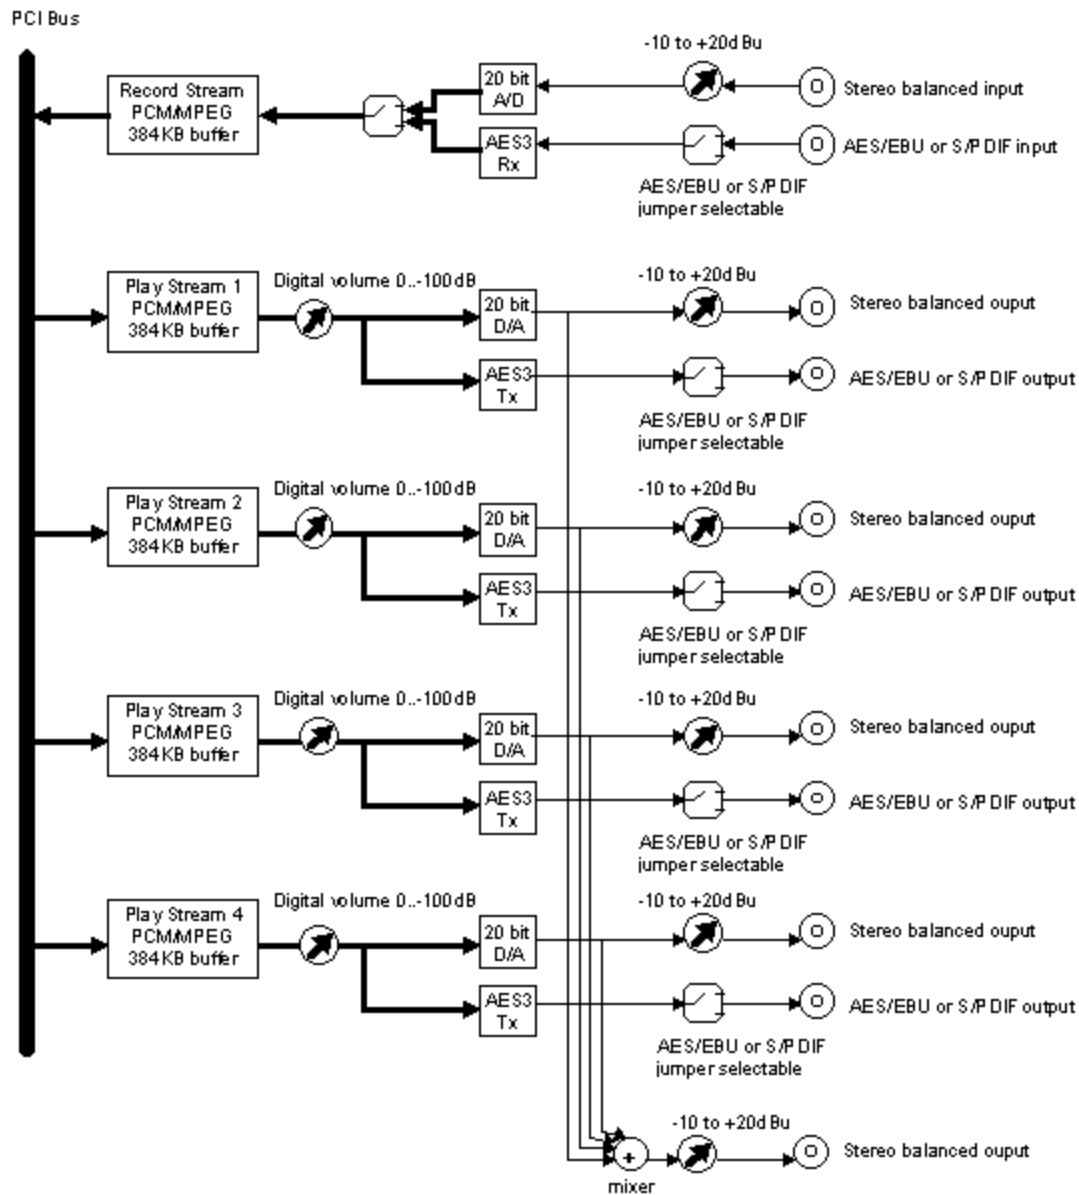 PCI Bus
-10 to +20dBu
Record Stream
PCM/MPEG
384KB buffer
20 bit
A/D
Stereo balanced input
AES3
Rx
AES/EBU or S/PDIF input
AES/EBU or S/PDIF
jumper selectable
Play Stream 1
PCM/MPEG
384KB buffer
Digital volume 0..-100dB
20 bit
D/A
-10 to +20dBu
Stereo balanced ouput
AES3
Tx
AES/EBU or S/PDIF output
AES/EBU or S/PDIF
jumper selectable
Play Stream 2
PCM/MPEG
384KB buffer
Digital volume 0..-100dB
20 bit
D/A
-10 to +20dBu
Stereo balanced ouput
AES3
Tx
AES/EBU or S/PDIF output
AES/EBU or S/PDIF
jumper selectable
Play Stream 3
PCM/MPEG
384KB buffer
Digital volume 0..-100dB
20 bit
D/A
-10 to +20dBu
Stereo balanced ouput
AES3
Tx
AES/EBU or S/PDIF output
AES/EBU or S/PDIF
jumper selectable
Play Stream 4
PCM/MPEG
384KB buffer
Digital volume 0..-100dB
20 bit
D/A
-10 to +20dBu
Stereo balanced ouput
AES3
Tx
AES/EBU or S/PDIF output
AES/EBU or S/PDIF
jumper selectable
-10 to +20dBu
+
Stereo balanced ouput
mixer